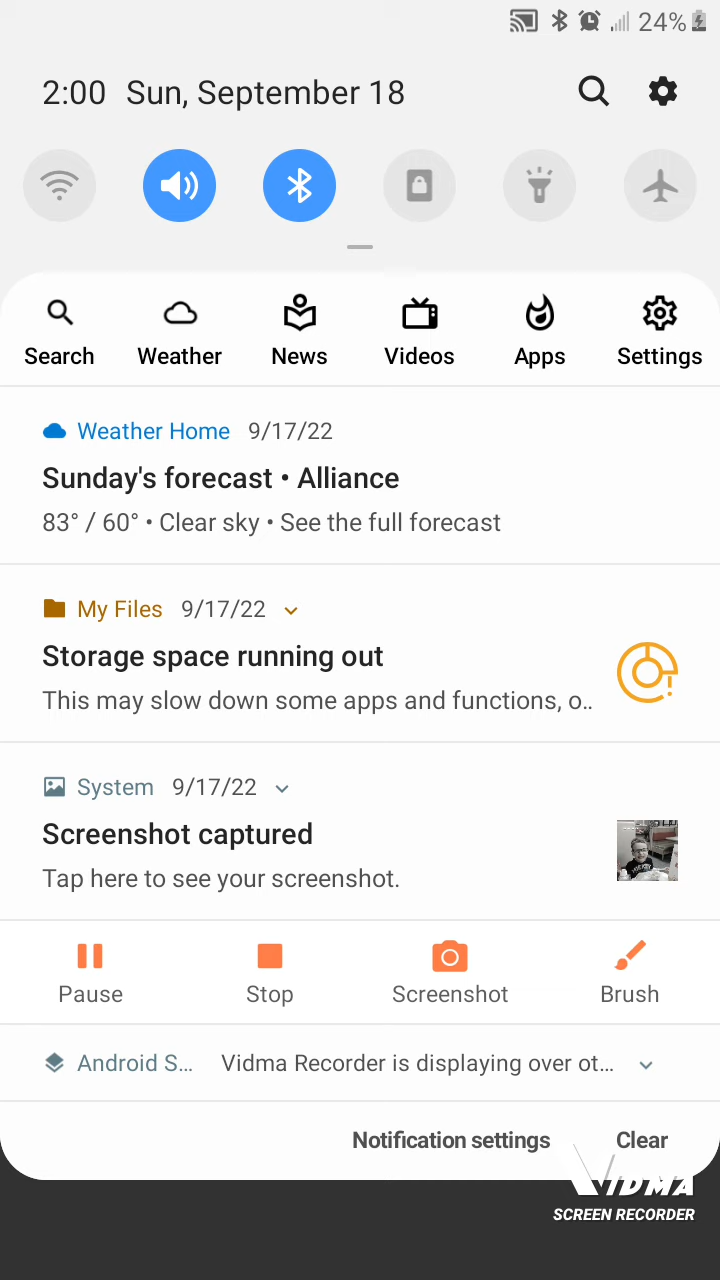 24%
2:00 Sun, September 18
Search Weather News Videos Apps Settings
Weather Home 9/17/22
Sunday's forecast • Alliance
83° / 60° • Clear sky • See the full forecast
My Files 9/17/22
Storage space running out
This may slow down some apps and functions, o..
System 9/17/22
Screenshot captured
Tap here to see your screenshot.
Pause Stop Screenshot Brush
Android S... Vidma Recorder is displaying over ot...
Notification settings Clear
VIDMA
SCREEN RECORDER